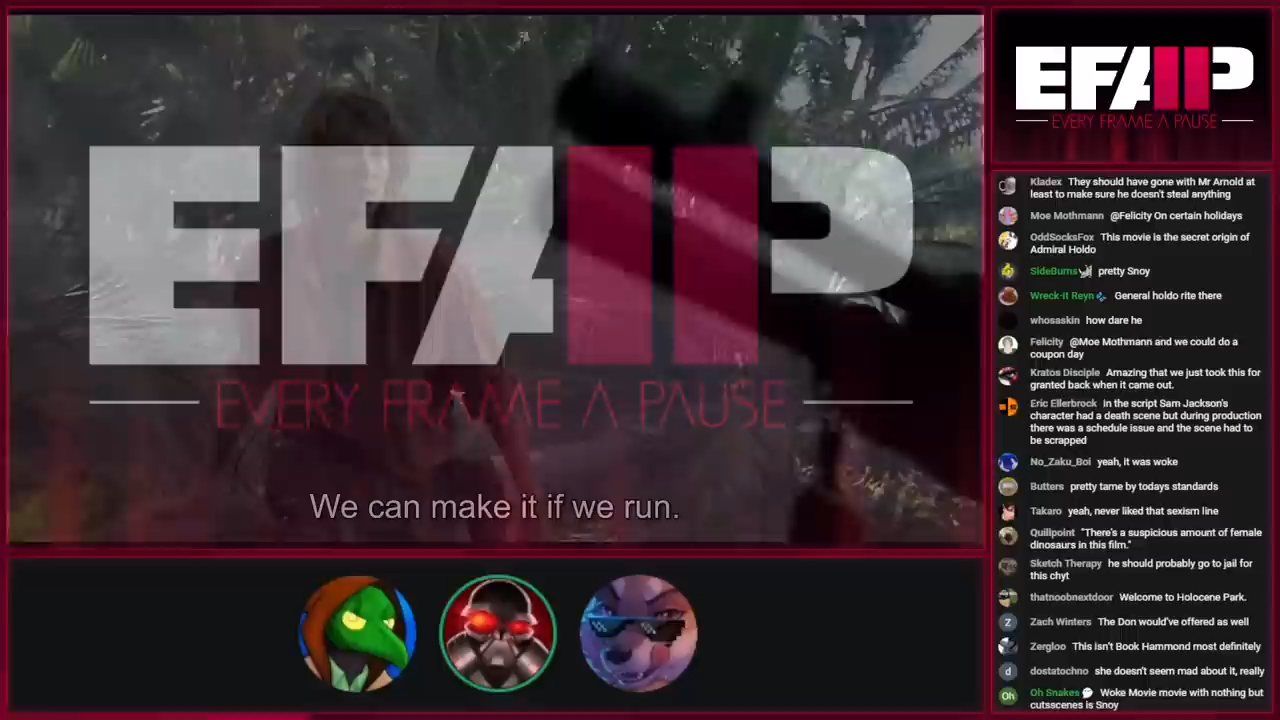 EFAP
EVERY FRAME A PAUSE
We can make it if we run.
EFAP
EVERY FRAME A PAUSE
Kladex They should have gone with Mr Arnold at
least to make sure he doesn't steal anything
Moe Mothmann @Felicity On certain holidays
OddSocksFox This movie is the secret origin of
Admiral Holdo
SideBurns pretty Snoy
Wreck-It Reyn General holdo rite there
whosaskin how dare he
Felicity @Moe Mothmann and we could do a
coupon day
Kratos Disciple Amazing that we just took this for
granted back when it came out.
Eric Ellerbrock in the script Sam Jackson's
character had a death scene but during production
there was a schedule issue and the scene had to
be scrapped
No_Zaku_Boi yeah, it was woke
Butters pretty tame by todays standards
Takaro yeah, never liked that sexism line
Quillpoint "There's a suspicious amount of female
dinosaurs in this film."
Sketch Therapy he should probably go to jail for
this chyt
thatnoobnextdoor Welcome to Holocene Park.
Z Zach Winters The Don would've offered as well
Zergloo This isn't Book Hammond most definitely
d dostatochno she doesn't seem mad about it, really
Oh Oh Snakes Woke Movie movie with nothing but
cutsscenes is Snoy